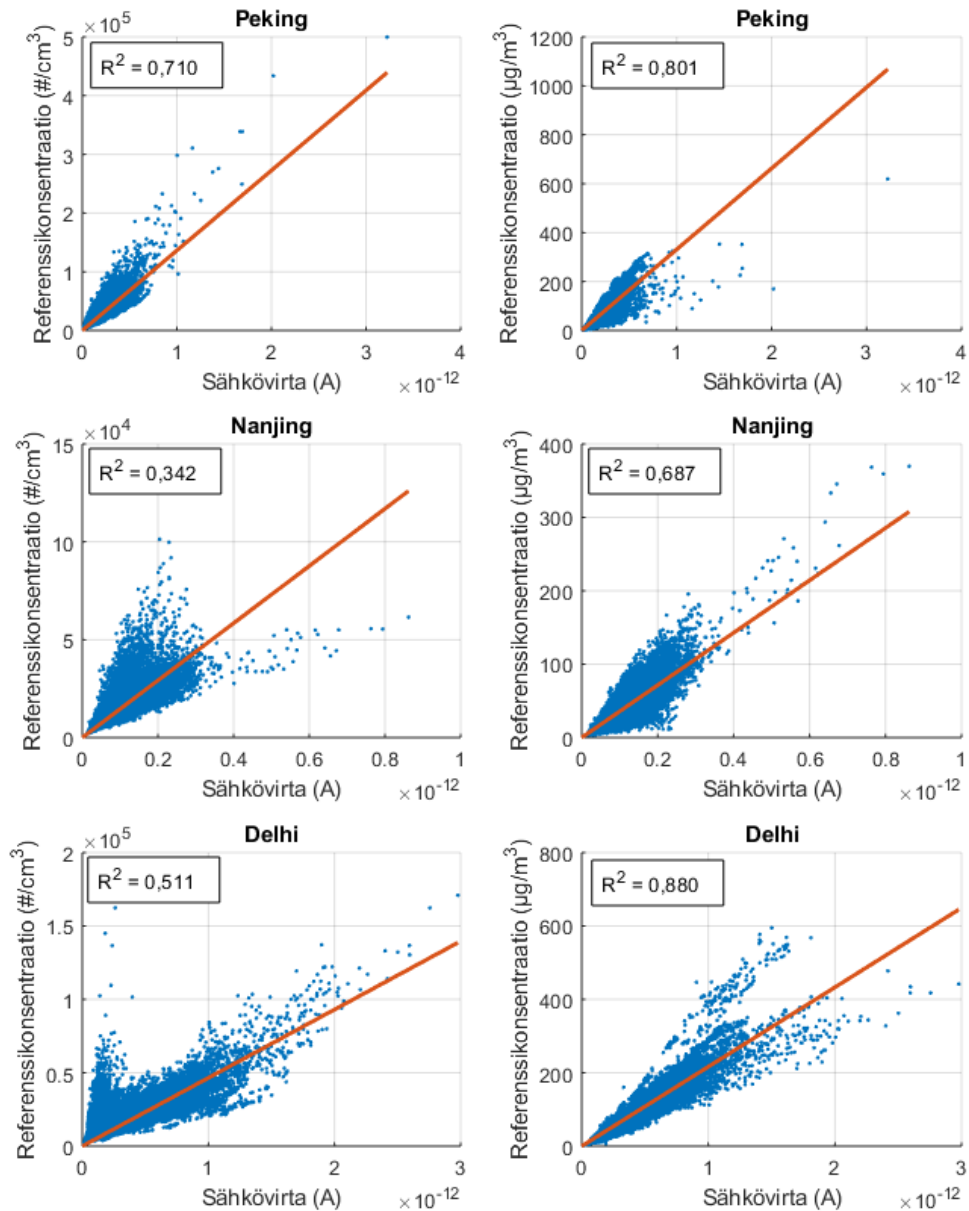 Peking
× 10^5
R^2 = 0,710
Referenssikonsentraatio (#/cm^3)
5
4
3
2
1
0
0 1 2 3 4
Sähkövirta (A)
× 10^-12
Peking
R^2 = 0,801
Referenssikonsentraatio (µg/m^3)
1200
1000
800
600
400
200
0
0 1 2 3 4
Sähkövirta (A)
× 10^-12
Nanjing
× 10^4
R^2 = 0,342
Referenssikonsentraatio (#/cm^3)
15
10
5
0
0 0.2 0.4 0.6 0.8 1
Sähkövirta (A)
× 10^-12
Nanjing
R^2 = 0,687
Referenssikonsentraatio (µg/m^3)
400
300
200
100
0
0 0.2 0.4 0.6 0.8 1
Sähkövirta (A)
× 10^-12
Delhi
× 10^5
R^2 = 0,511
Referenssikonsentraatio (#/cm^3)
2
1.5
1
0.5
0
0 1 2 3
Sähkövirta (A)
× 10^-12
Delhi
R^2 = 0,880
Referenssikonsentraatio (µg/m^3)
800
600
400
200
0
0 1 2 3
Sähkövirta (A)
× 10^-12